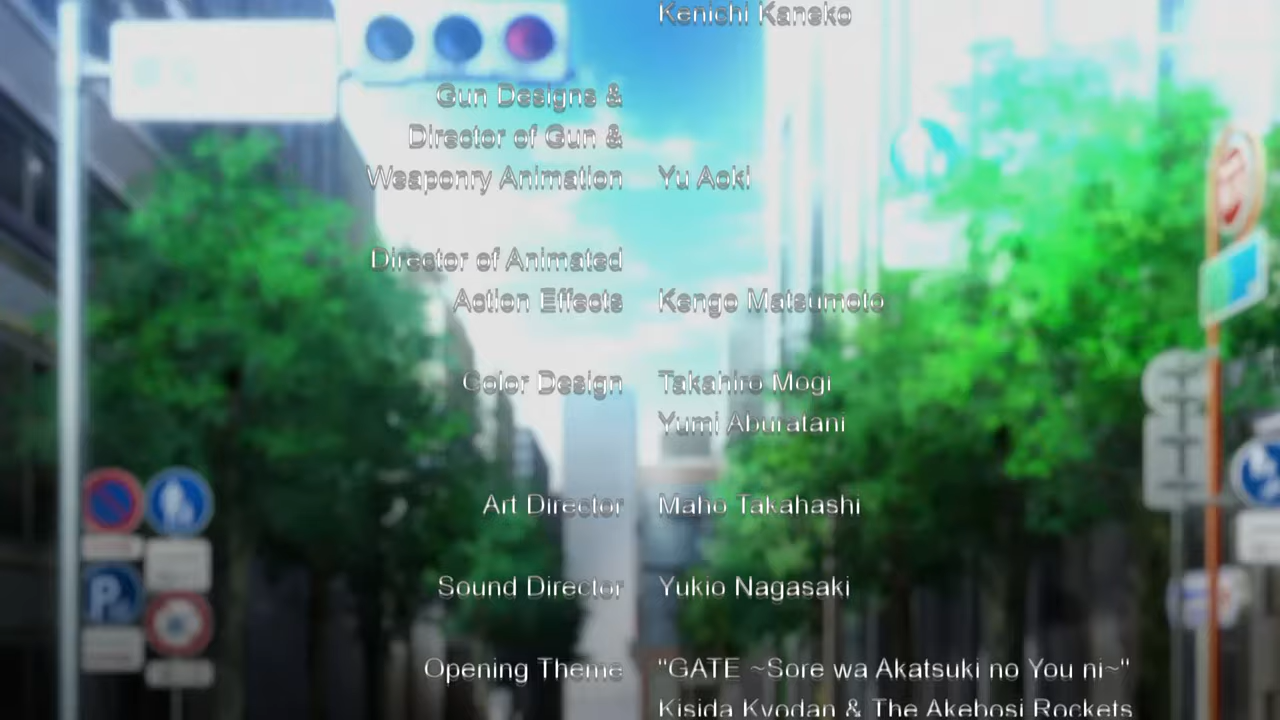 Kenichi Kaneko
Gun Designs &
Director of Gun &
Weaponry Animation Yu Aoki
Director of Animated
Action Effects Kengo Matsumoto
Color Design Takahiro Mogi
Yumi Aburatani
Art Director Maho Takahashi
Sound Director Yukio Nagasaki
Opening Theme "GATE ~Sore wa Akatsuki no You ni~"
Kisida Kyodan & The Akebosi Rockets
P